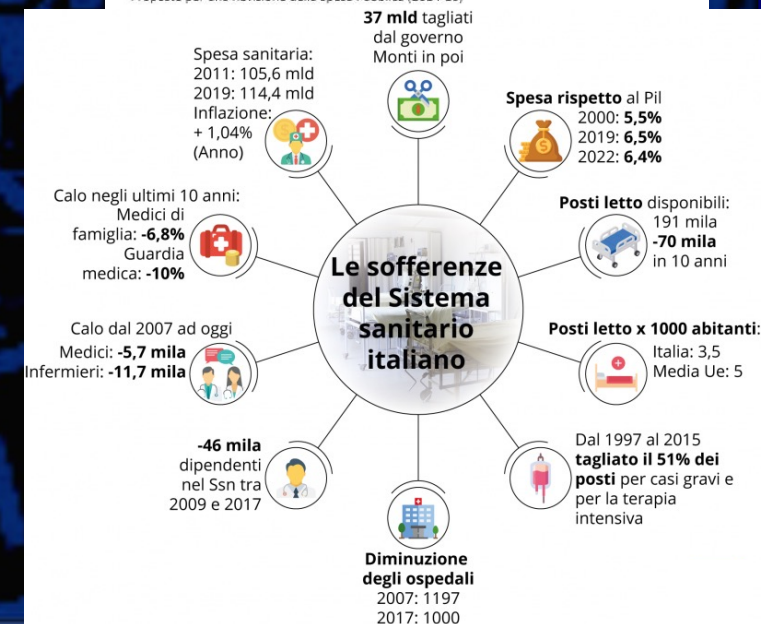 37 mld tagliati
dal governo
Monti in poi
Spesa sanitaria:
2011: 105,6 mld
2019: 114,4 mld
Inflazione:
+ 1,04%
(Anno)
Spesa rispetto al Pil
2000: 5,5%
2019: 6,5%
2022: 6,4%
Calo negli ultimi 10 anni:
Medici di
famiglia: -6,8%
Guardia
medica: -10%
Posti letto disponibili:
191 mila
-70 mila
in 10 anni
Le sofferenze
del Sistema
sanitario
italiano
Calo dal 2007 ad oggi
Medici: -5,7 mila
Infermieri: -11,7 mila
Posti letto x 1000 abitanti:
Italia: 3,5
Media Ue: 5
-46 mila
dipendenti
nel Ssn tra
2009 e 2017
Dal 1997 al 2015
tagliato il 51% dei
posti per casi gravi e
per la terapia
intensiva
Diminuzione
degli ospedali
2007: 1197
2017: 1000